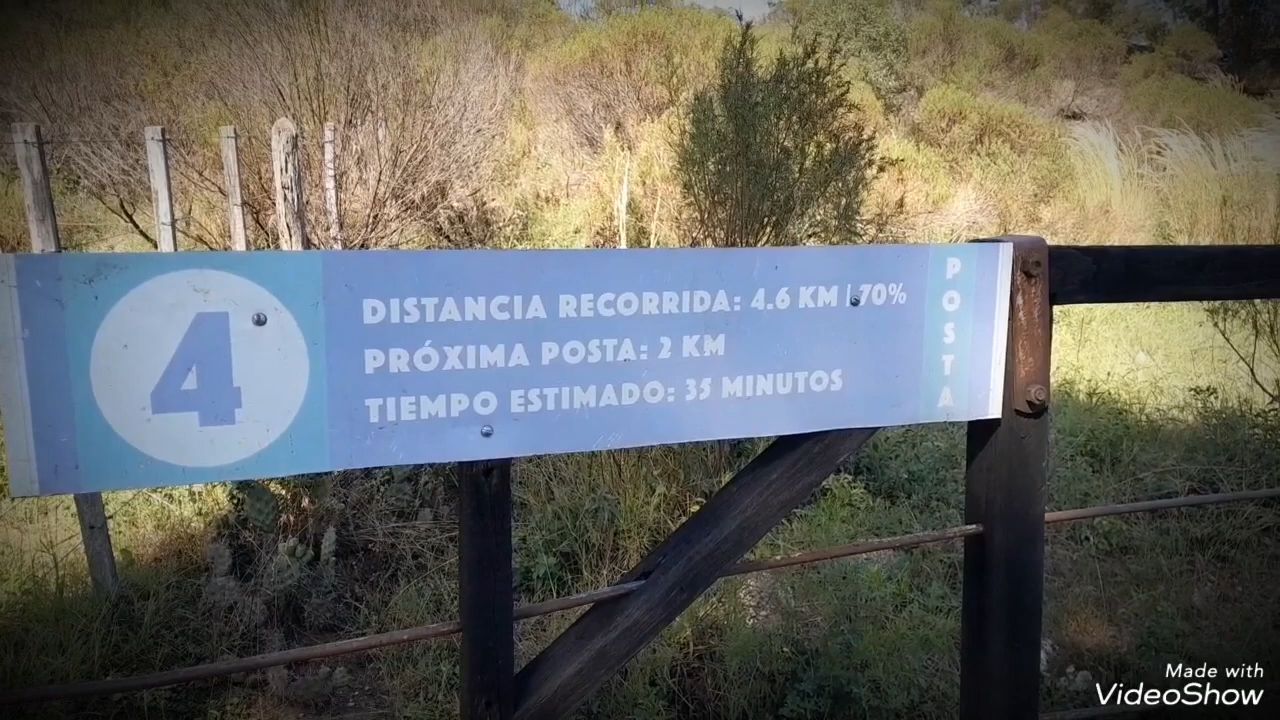 4
DISTANCIA RECORRIDA: 4.6 KM | 70%
PRÓXIMA POSTA: 2 KM
TIEMPO ESTIMADO: 35 MINUTOS
POSTA
Made with
VideoShow